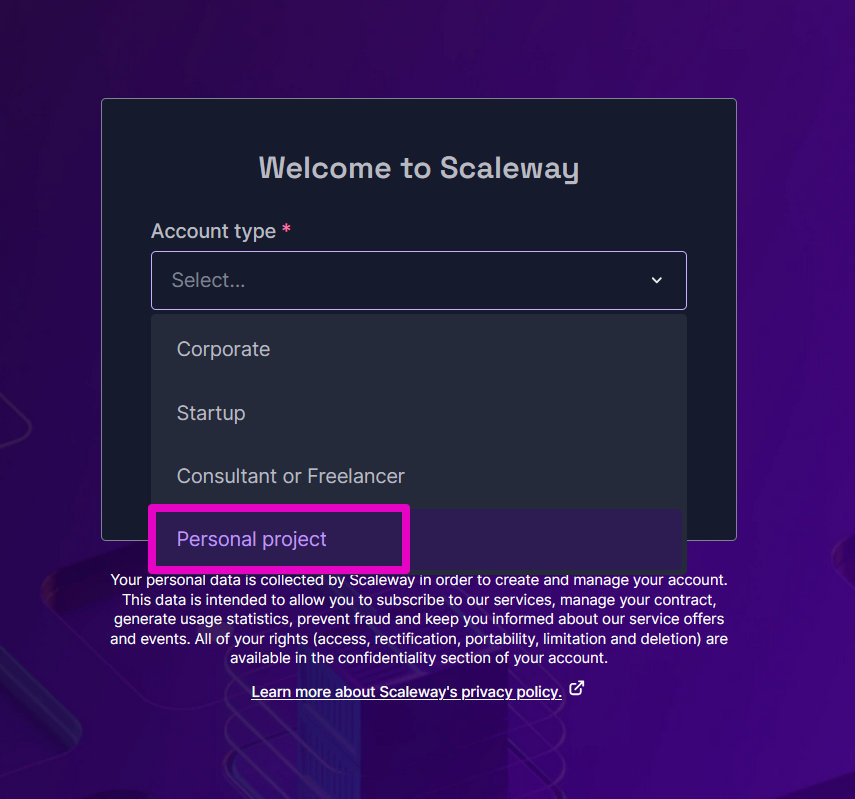 Welcome to Scaleway
Account type *
Select...
Corporate
Startup
Consultant or Freelancer
Personal project
Your personal data is collected by Scaleway in order to create and manage your account.
This data is intended to allow you to subscribe to our services, manage your contract,
generate usage statistics, prevent fraud and keep you informed about our service offers
and events. All of your rights (access, rectification, portability, limitation and deletion) are
available in the confidentiality section of your account.
Learn more about Scaleway's privacy policy.